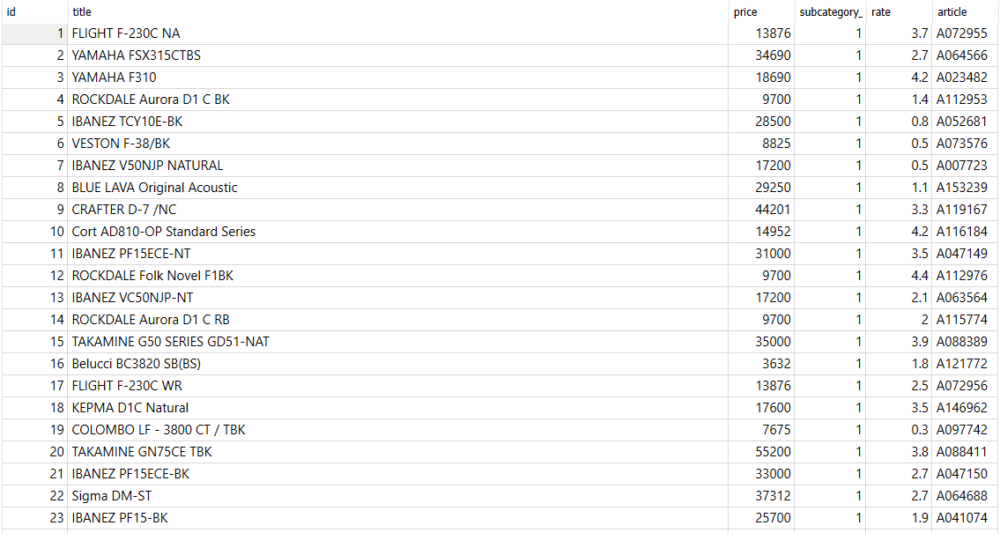 id title price subcategory_ rate article
1 FLIGHT F-230C NA 13876 1 3.7 A072955
2 YAMAHA FSX315CTBS 34690 1 2.7 A064566
3 YAMAHA F310 18690 1 4.2 A023482
4 ROCKDALE Aurora D1 C BK 9700 1 1.4 A112953
5 IBANEZ TCY10E-BK 28500 1 0.8 A052681
6 VESTON F-38/BK 8825 1 0.5 A073576
7 IBANEZ V50NJP NATURAL 17200 1 0.5 A007723
8 BLUE LAVA Original Acoustic 29250 1 1.1 A153239
9 CRAFTER D-7 /NC 44201 1 3.3 A119167
10 Cort AD810-OP Standard Series 14952 1 4.2 A116184
11 IBANEZ PF15ECE-NT 31000 1 3.5 A047149
12 ROCKDALE Folk Novel F1BK 9700 1 4.4 A112976
13 IBANEZ VC50NJP-NT 17200 1 2.1 A063564
14 ROCKDALE Aurora D1 C RB 9700 1 2 A115774
15 TAKAMINE G50 SERIES GD51-NAT 35000 1 3.9 A088389
16 Belucci BC3820 SB(BS) 3632 1 1.8 A121772
17 FLIGHT F-230C WR 13876 1 2.5 A072956
18 KEPMA D1C Natural 17600 1 3.5 A146962
19 COLOMBO LF - 3800 CT / TBK 7675 1 0.3 A097742
20 TAKAMINE GN75CE TBK 55200 1 3.8 A088411
21 IBANEZ PF15ECE-BK 33000 1 2.7 A047150
22 Sigma DM-ST 37312 1 2.7 A064688
23 IBANEZ PF15-BK 25700 1 1.9 A041074